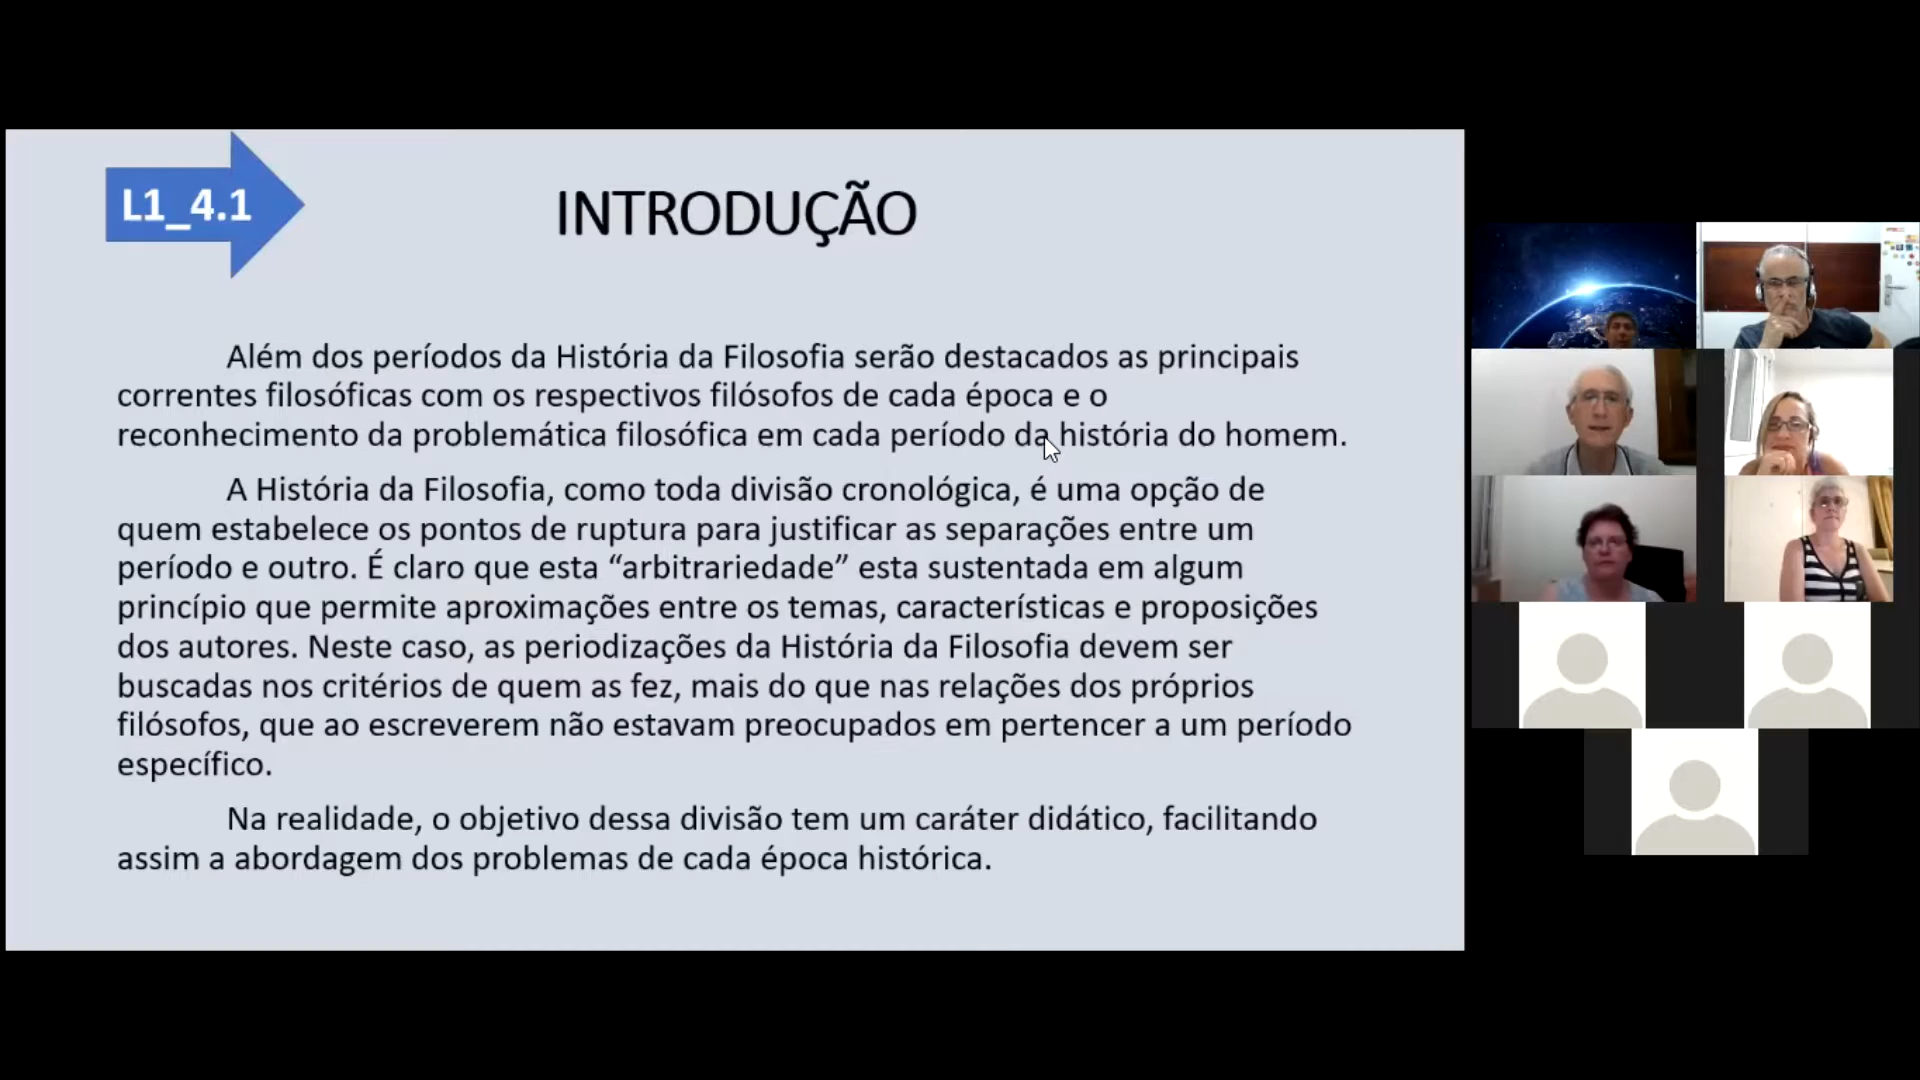 L1_4.1
INTRODUÇÃO
Além dos períodos da História da Filosofia serão destacados as principais
correntes filosóficas com os respectivos filósofos de cada época e o
reconhecimento da problemática filosófica em cada período da história do homem.
A História da Filosofia, como toda divisão cronológica, é uma opção de
quem estabelece os pontos de ruptura para justificar as separações entre um
período e outro. É claro que esta “arbitrariedade” esta sustentada em algum
princípio que permite aproximações entre os temas, características e proposições
dos autores. Neste caso, as periodizações da História da Filosofia devem ser
buscadas nos critérios de quem as fez, mais do que nas relações dos próprios
filósofos, que ao escreverem não estavam preocupados em pertencer a um período
específico.
Na realidade, o objetivo dessa divisão tem um caráter didático, facilitando
assim a abordagem dos problemas de cada época histórica.